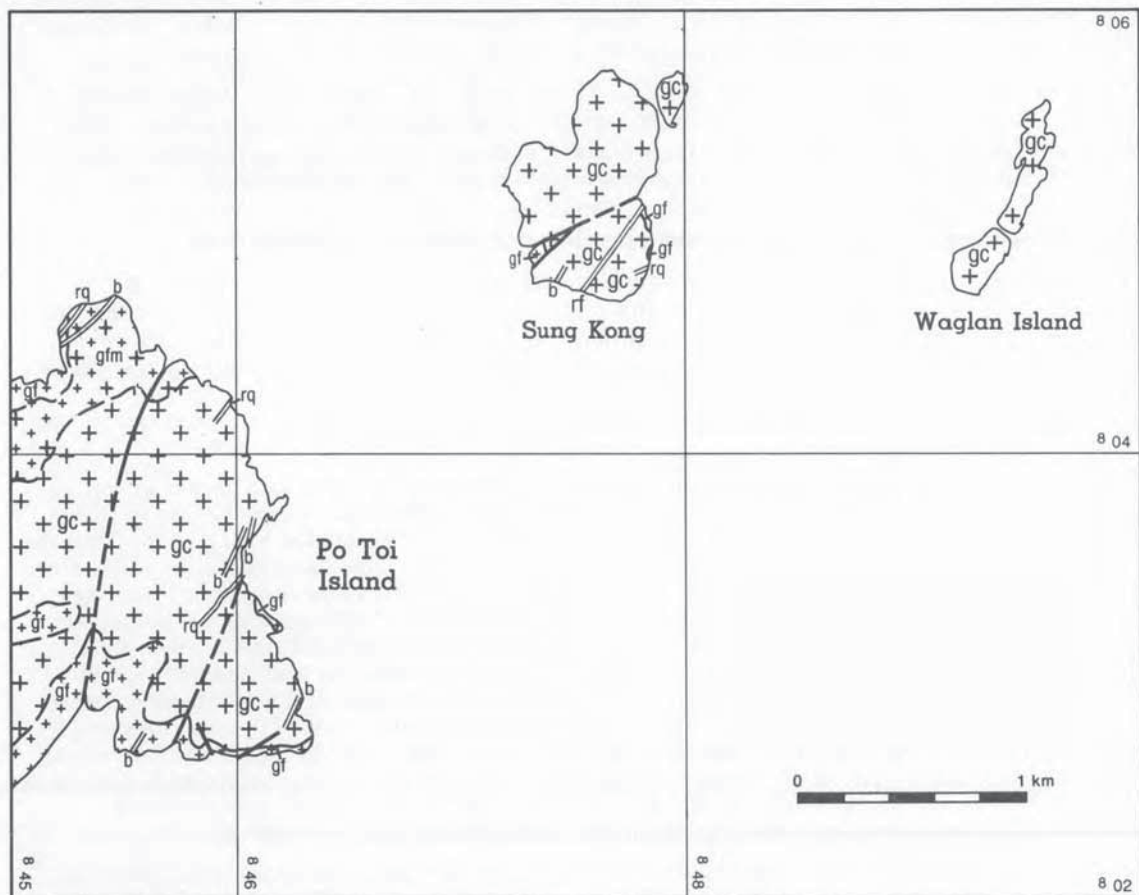 8 06
gc
gc
gc
gc
gf
gf
gc
gf
rq
b
gc
rf
Sung Kong
Waglan Island
rq
b
gfm
gf
rq
8 04
gc
gc
b
b
Po Toi
Island
gf
rq
gf
gf
gf
b
gc
b
gf
0
1 km
8 45
8 46
8 48
8 02